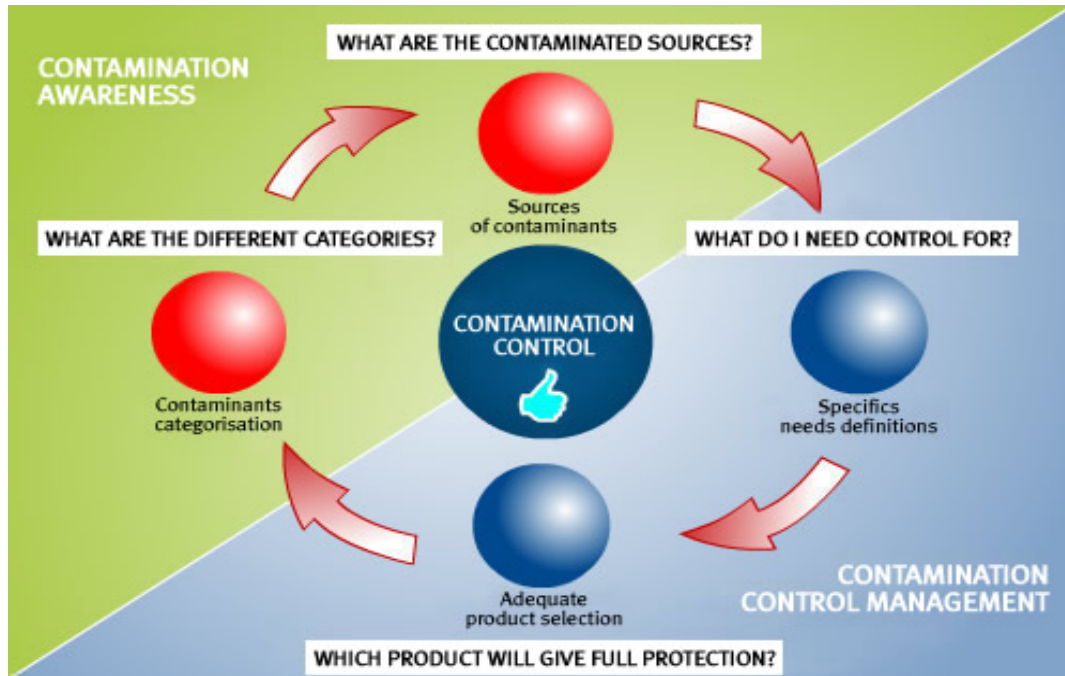 WHAT ARE THE CONTAMINATED SOURCES?
CONTAMINATION
AWARENESS
Sources
of contaminants
WHAT ARE THE DIFFERENT CATEGORIES?
WHAT DO I NEED CONTROL FOR?
CONTAMINATION
CONTROL
Contaminants
categorisation
Specifics
needs definitions
CONTAMINATION
CONTROL MANAGEMENT
Adequate
product selection
WHICH PRODUCT WILL GIVE FULL PROTECTION?